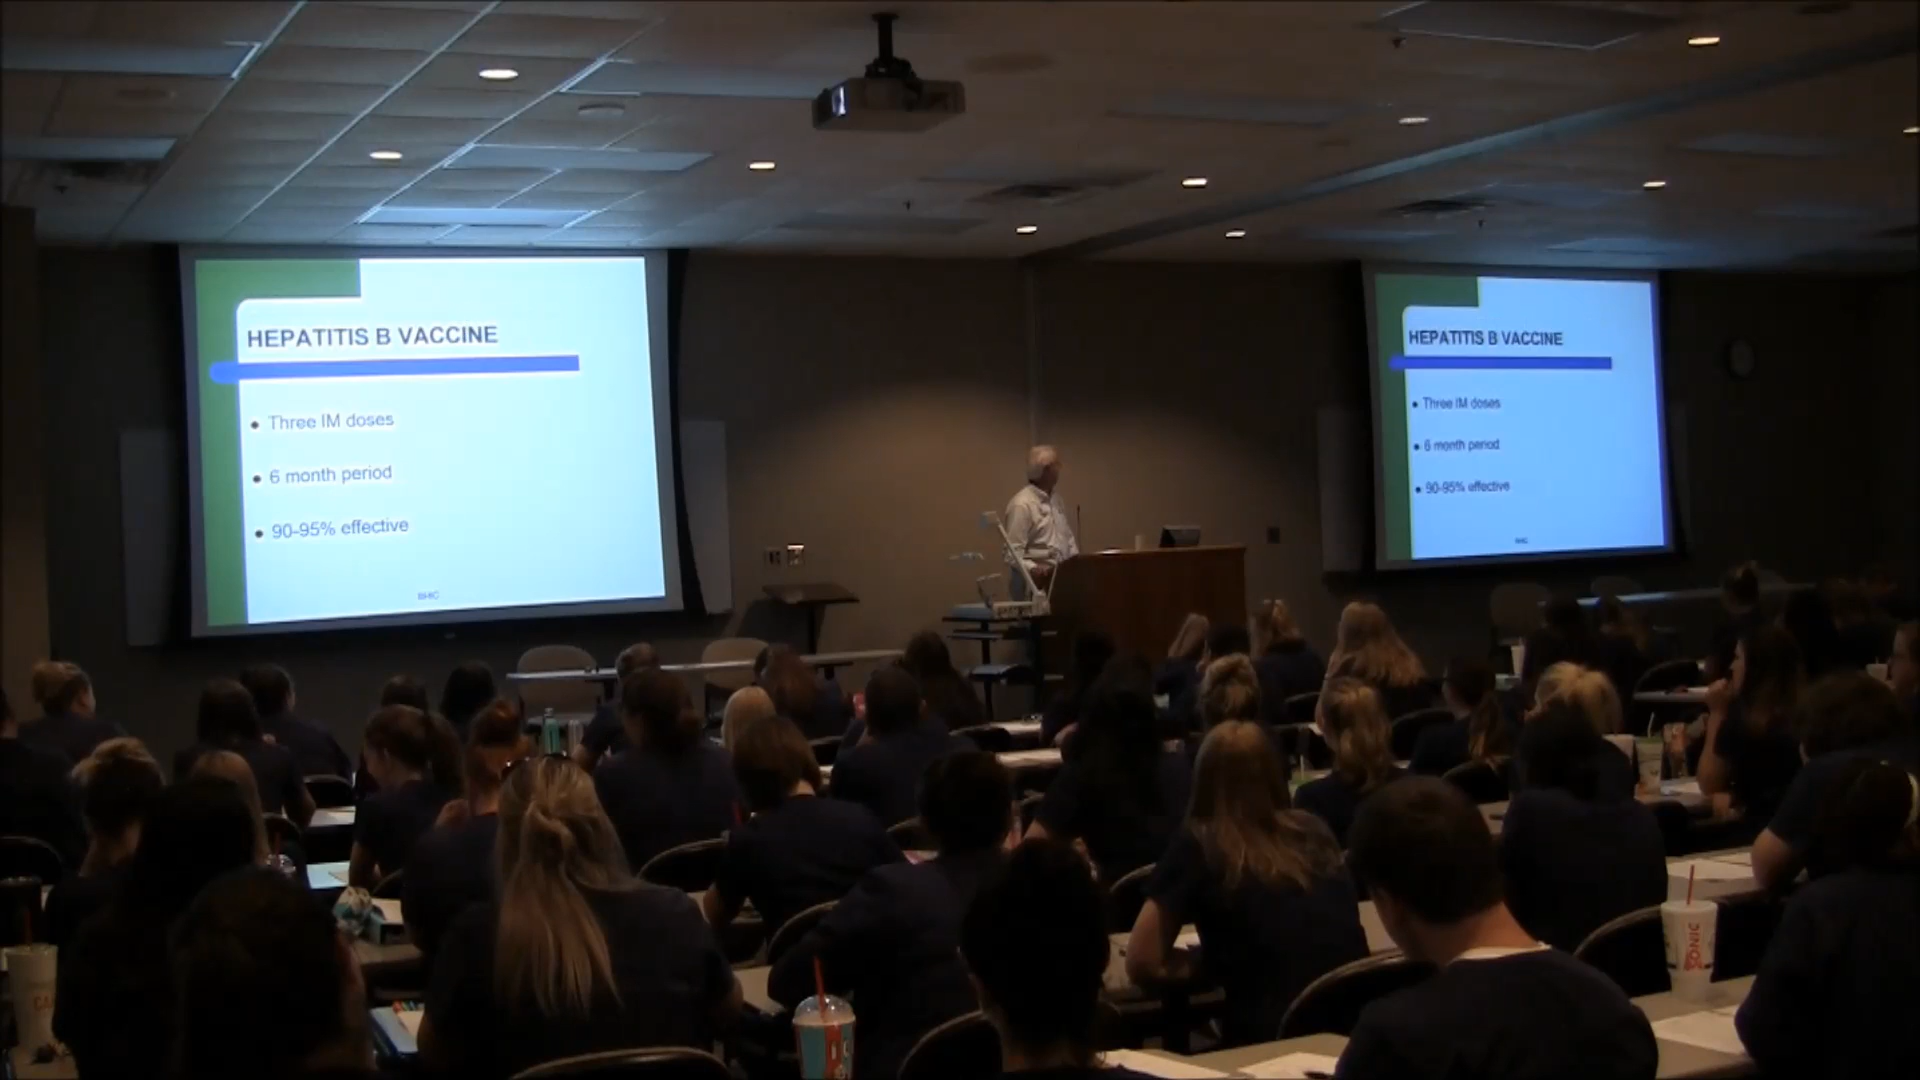 HEPATITIS B VACCINE
Three IM doses
6 month period
90-95% effective
HEPATITIS B VACCINE
Three IM doses
6 month period
90-95% effective
SONIC